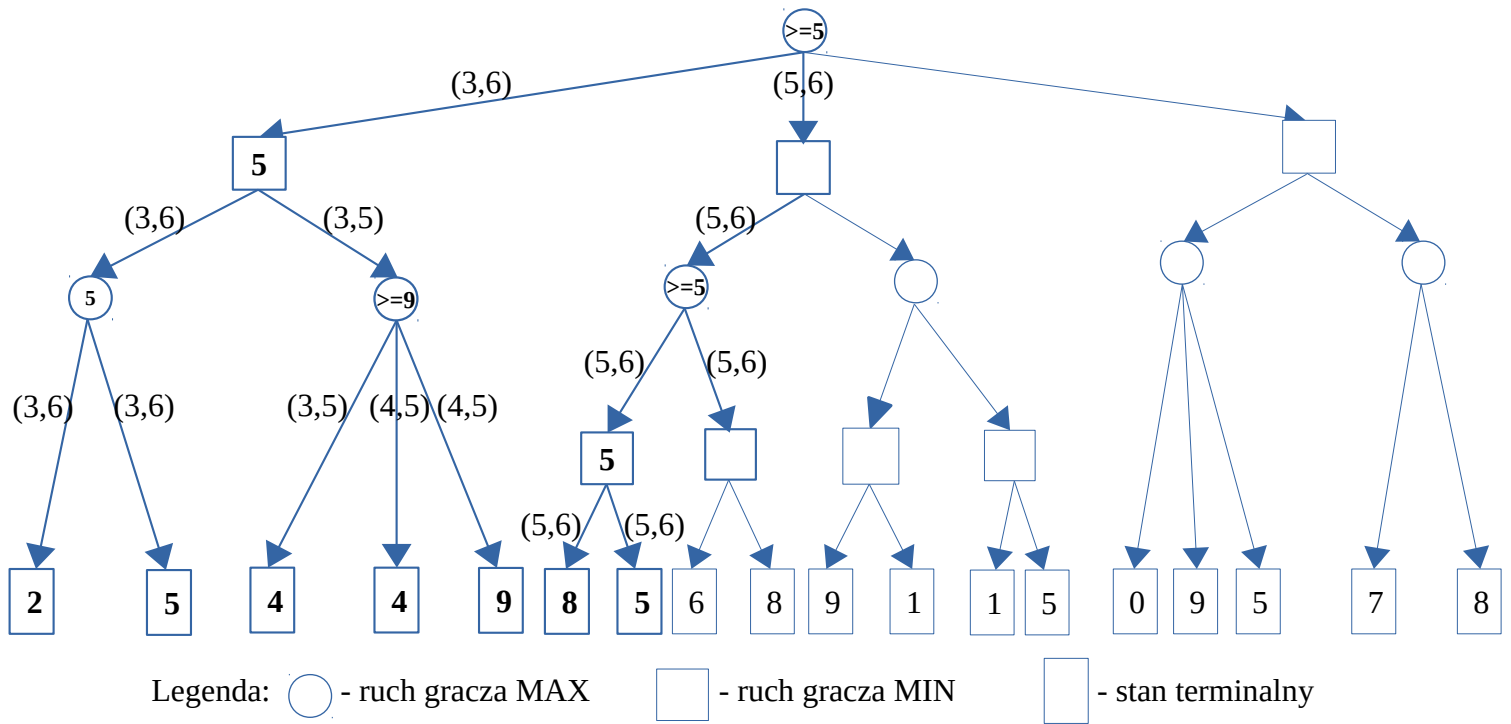 >=5
(3,6) (5,6)
5
(3,6) (3,5) (5,6)
5 >=9 >=5
(5,6) (5,6)
(3,6) (3,6) (3,5) (4,5) (4,5)
5
(5,6) (5,6)
2 5 4 4 9 8 5 6 8 9 1 1 5 0 9 5 7 8
Legenda: - ruch gracza MAX - ruch gracza MIN - stan terminalny